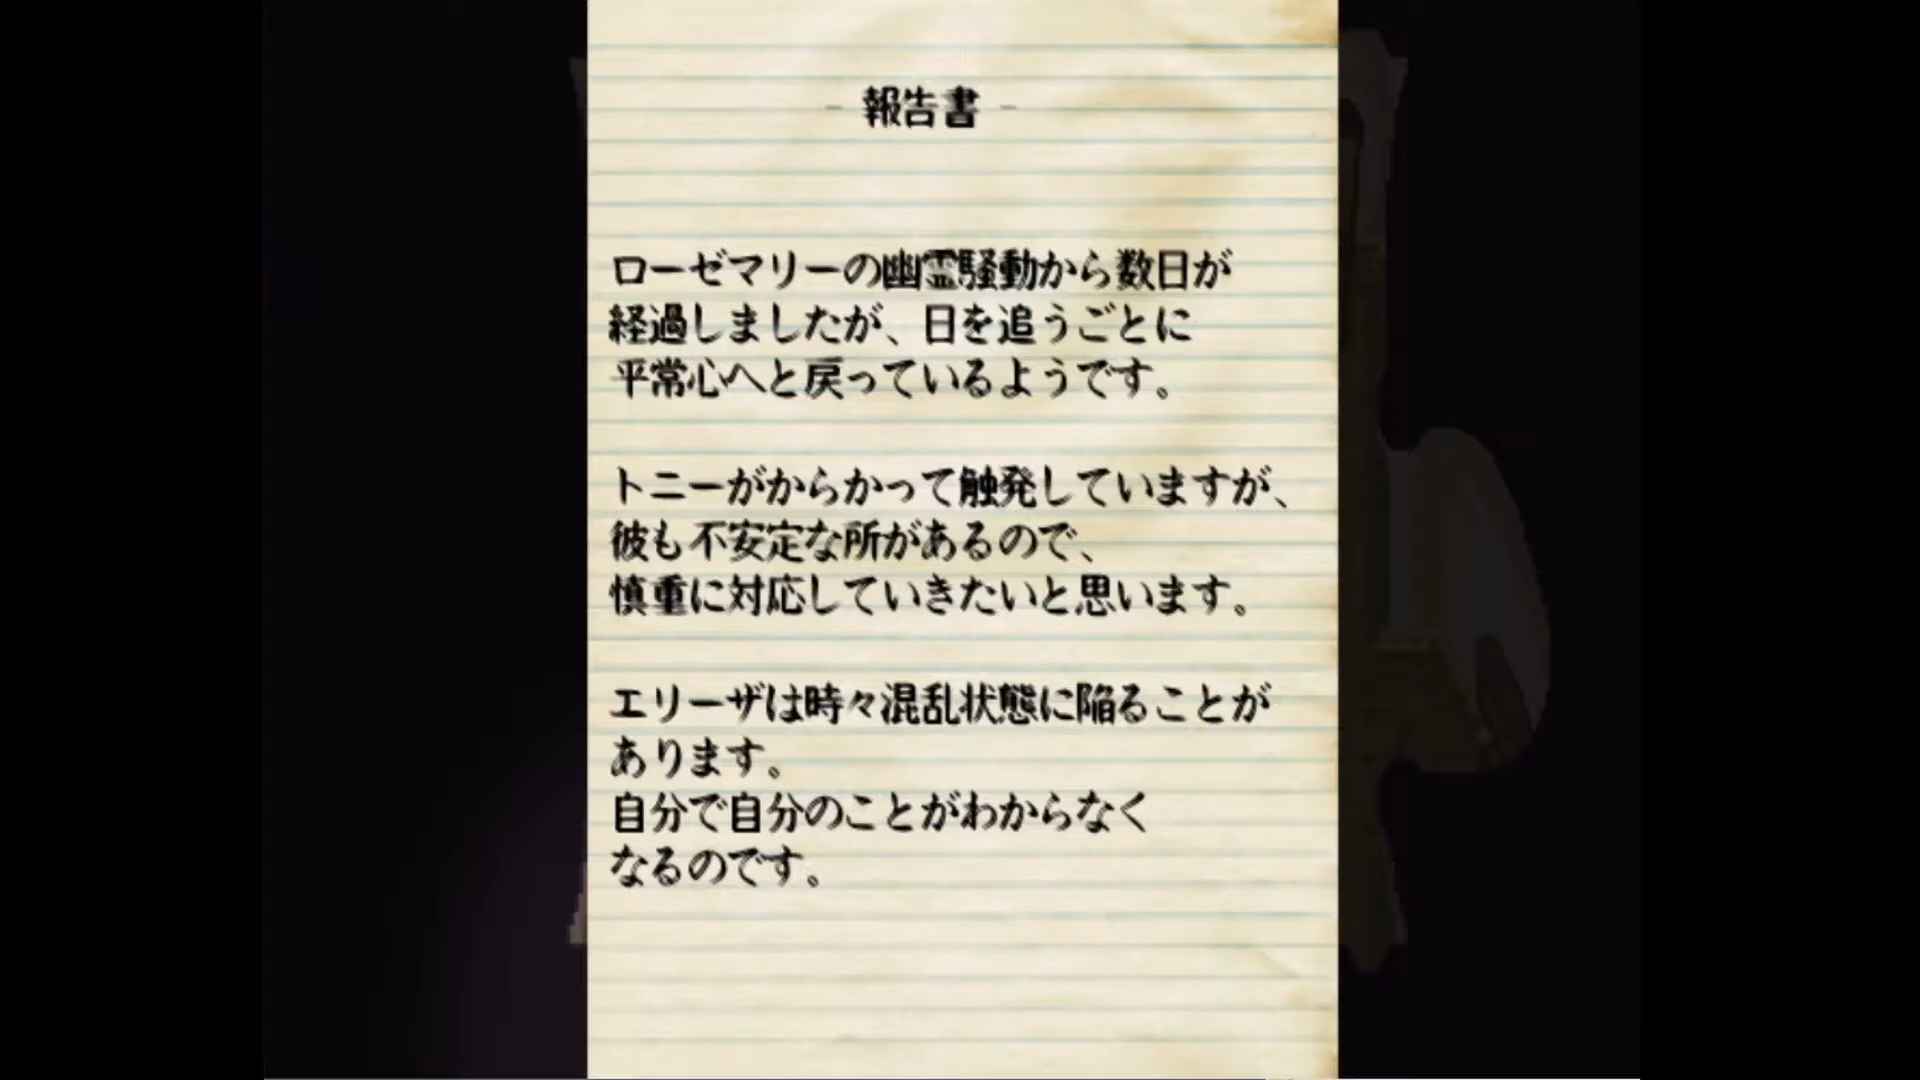 - 報告書 -
ローゼマリーの幽霊騒動から数日が
経過しましたが、日を追うごとに
平常心へと戻っているようです。
トニーがからかって触発していますが、
彼も不安定な所があるので、
慎重に対応していきたいと思います。
エリーザは時々混乱状態に陥ることが
あります。
自分で自分のことがわからなく
なるのです。